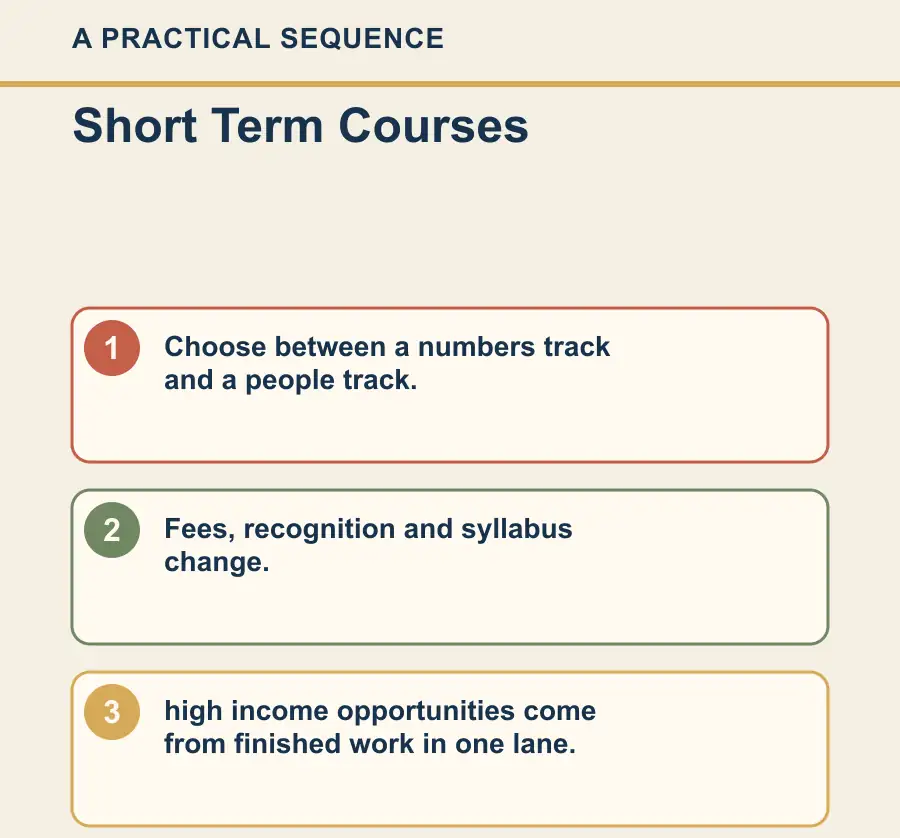 A PRACTICAL SEQUENCE
Short Term Courses
1
Choose between a numbers track
and a people track.
2
Fees, recognition and syllabus
change.
3
high income opportunities come
from finished work in one lane.